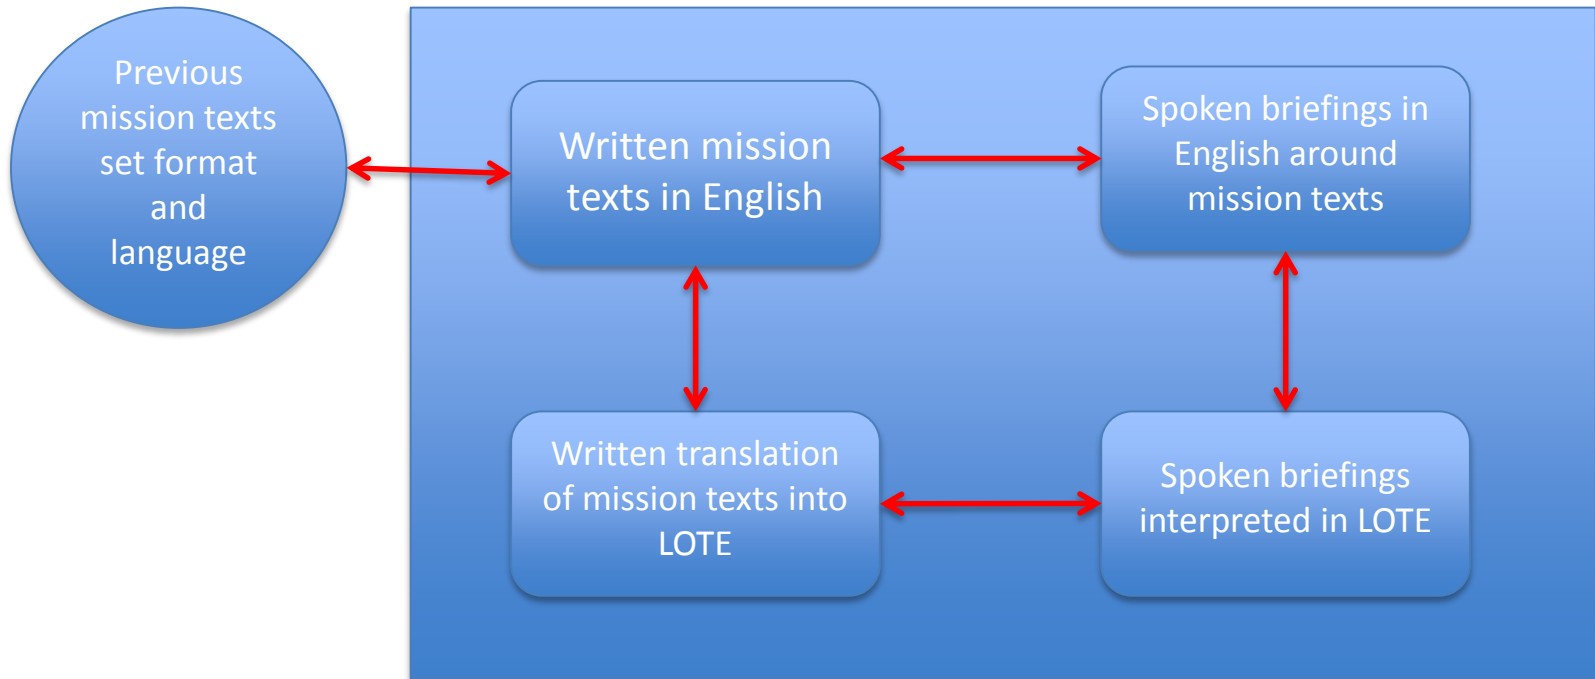 Previous
mission texts
set format
and
language
Written mission
texts in English
Spoken briefings in
English around
mission texts
Written translation
of mission texts into
LOTE
Spoken briefings
interpreted in LOTE